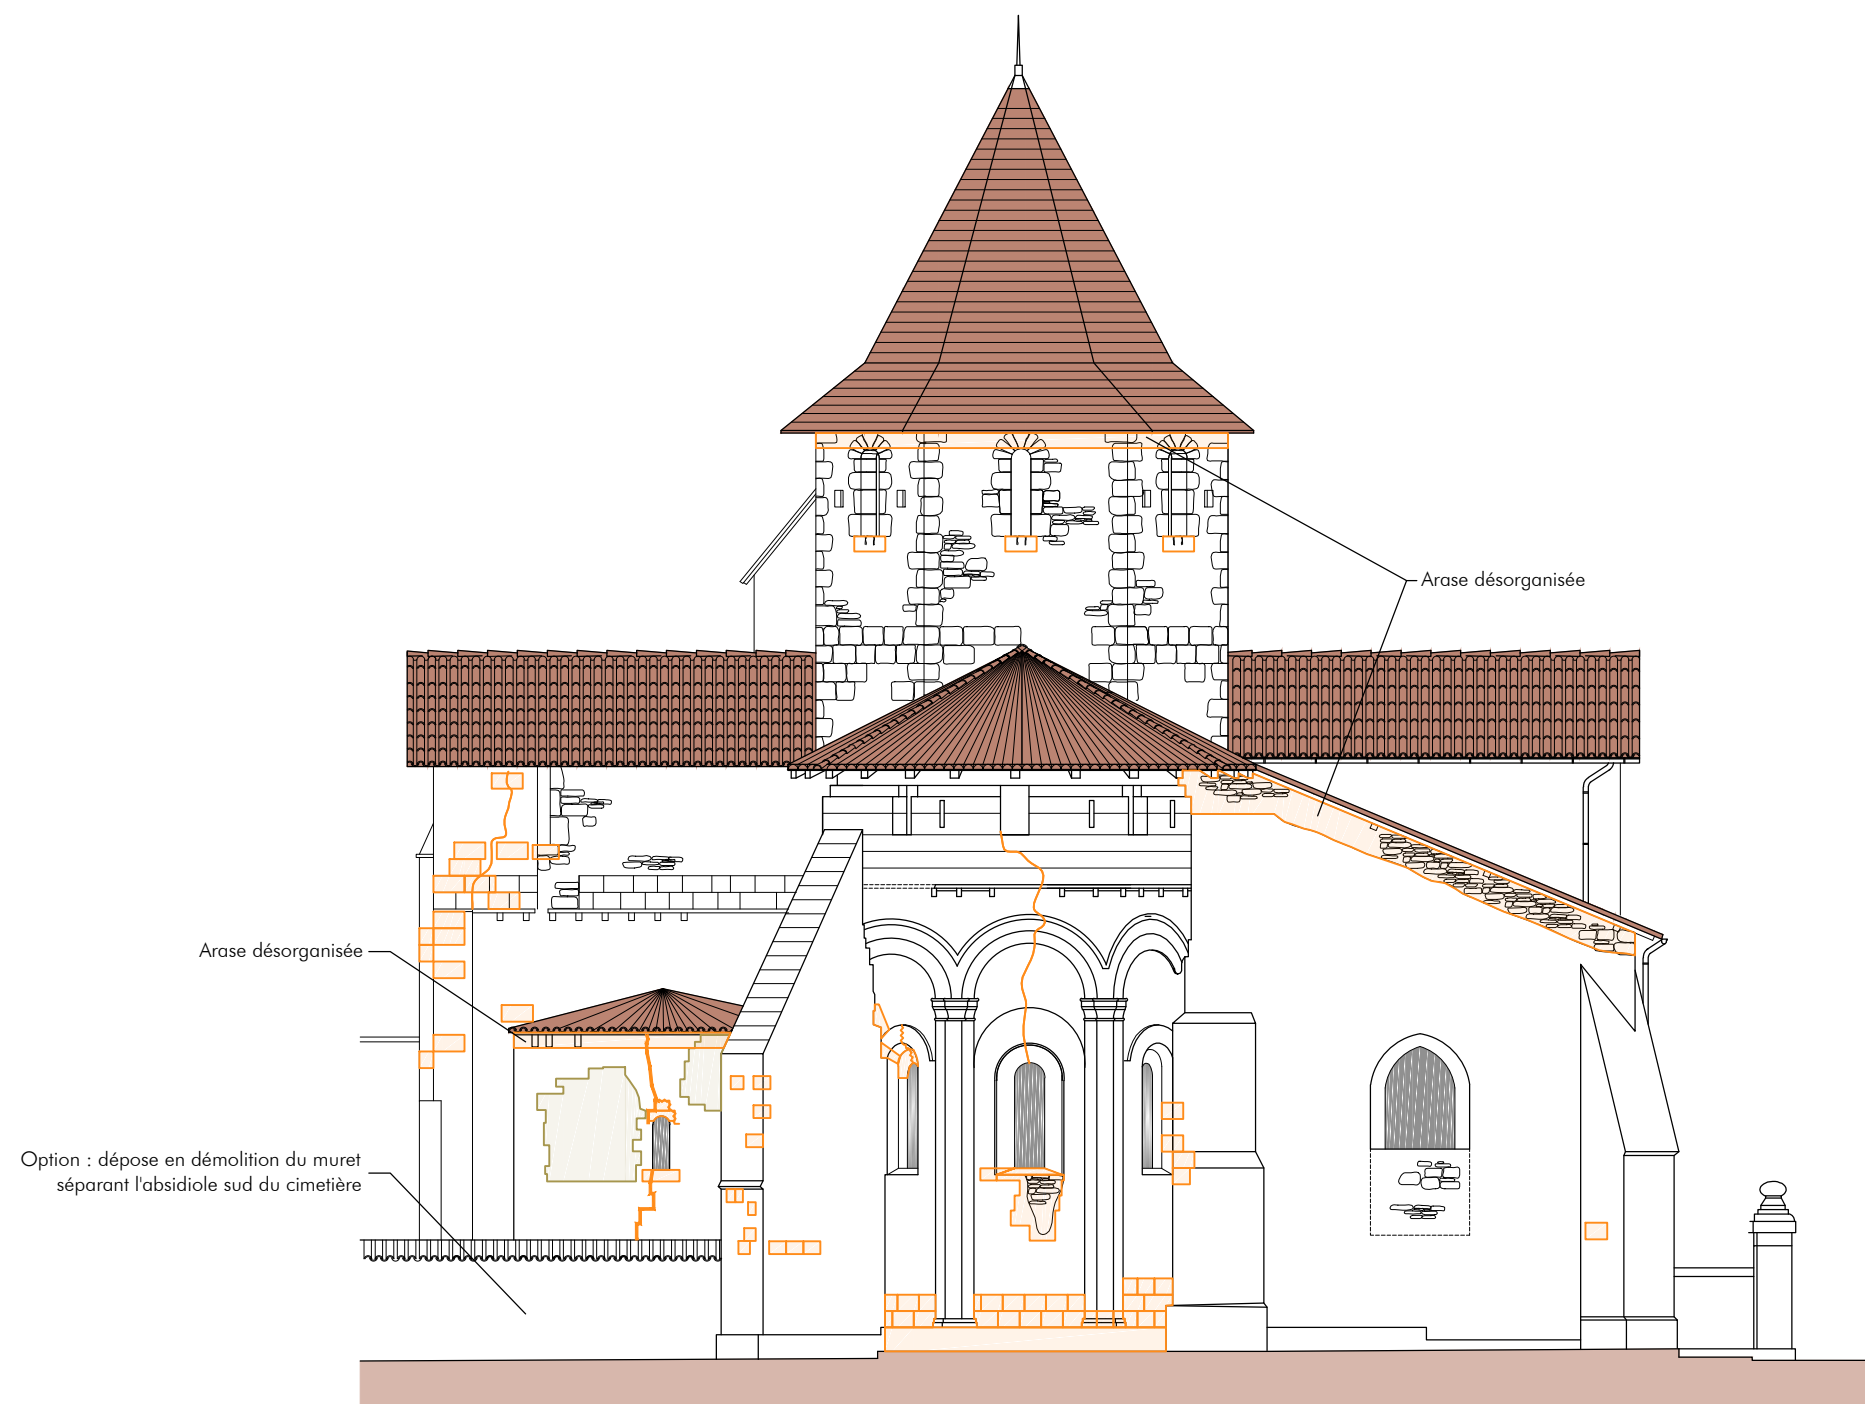 Arase désorganisée
Arase désorganisée
Option : dépose en démolition du muret
séparant l'absidiole sud du cimetière